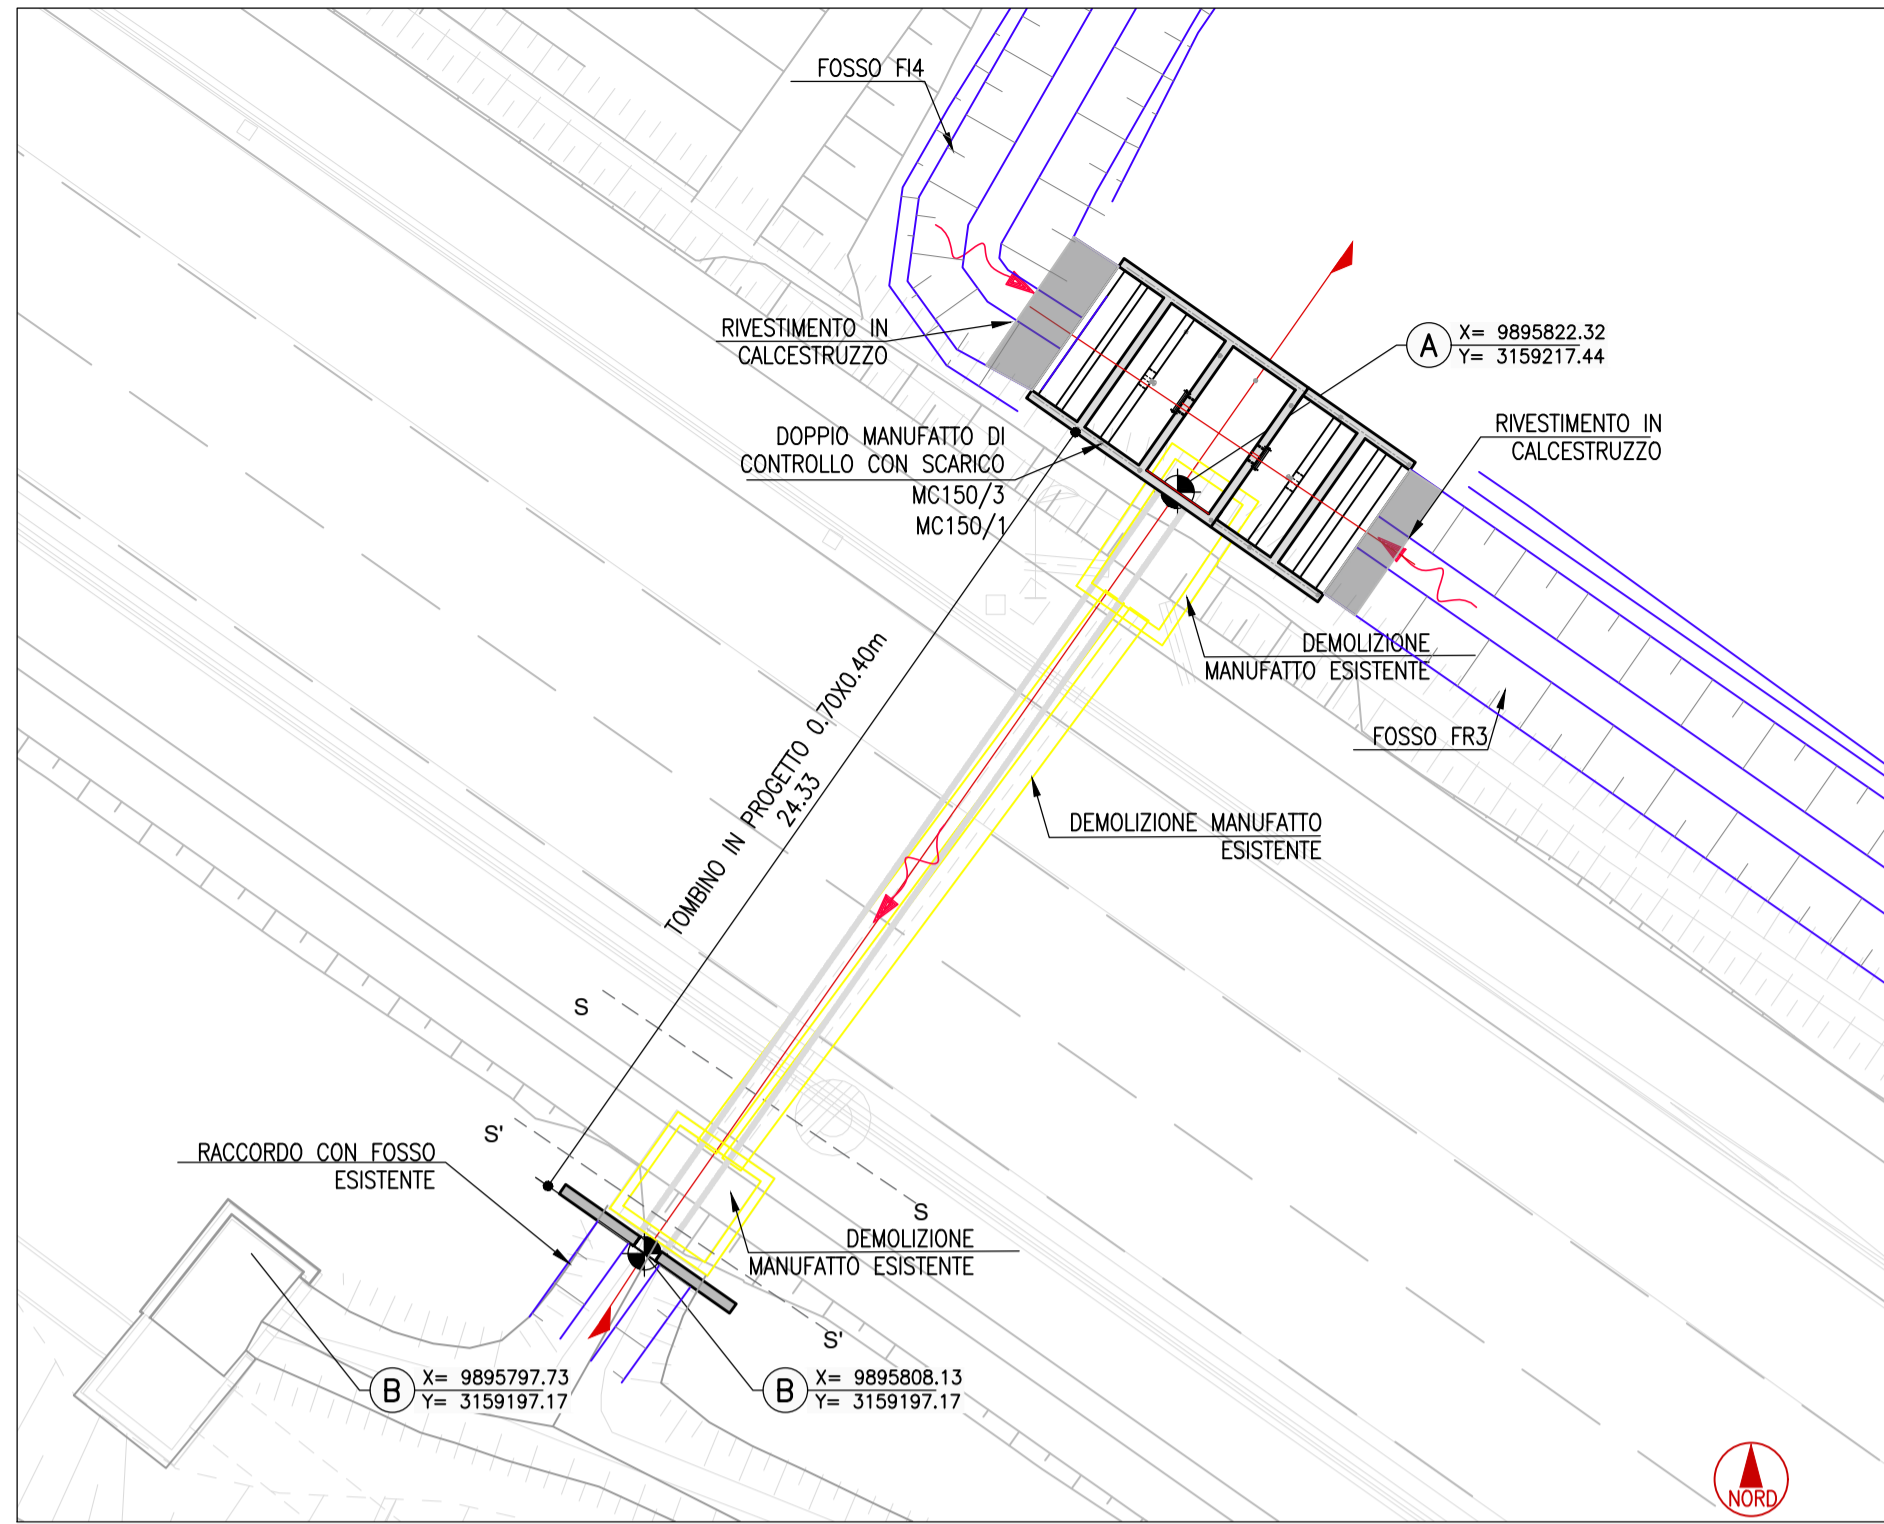 FOSSO FI4
RIVESTIMENTO IN
CALCESTRUZZO
A
X= 9895822.32
Y= 3159217.44
RIVESTIMENTO IN
CALCESTRUZZO
DOPPIO MANUFATTO DI
CONTROLLO CON SCARICO
MC150/3
MC150/1
DEMOLIZIONE
MANUFATTO ESISTENTE
FOSSO FR3
TOMBINO IN PROGETTO 0.70X0.40m
24.33
DEMOLIZIONE MANUFATTO
ESISTENTE
S
S'
RACCORDO CON FOSSO
ESISTENTE
S
DEMOLIZIONE
MANUFATTO ESISTENTE
S'
B
X= 9895797.73
Y= 3159197.17
B
X= 9895808.13
Y= 3159197.17
NORD